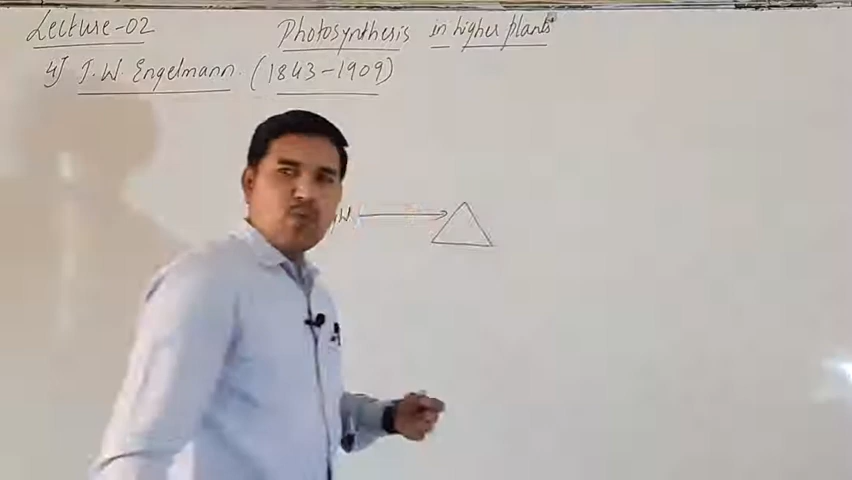 Lecture-02
Photosynthesis in higher plants
4] T.W. Engelmann. (1843-1909)